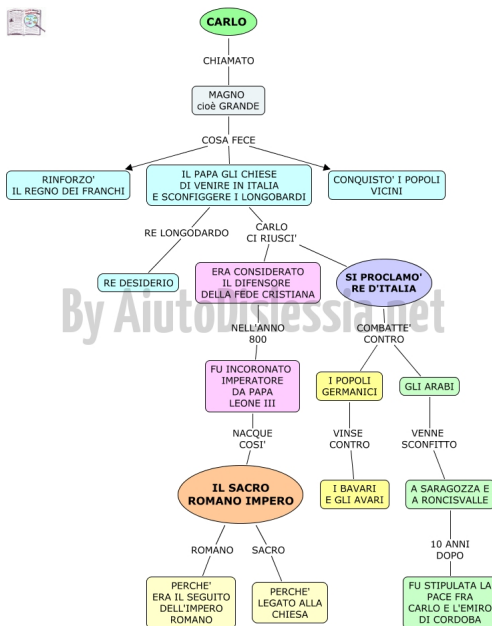 CARLO
CHIAMATO
MAGNO
cioè GRANDE
COSA FECE
RINFORZO'
IL REGNO DEI FRANCHI
IL PAPA GLI CHIESE
DI VENIRE IN ITALIA
E SCONFIGGERE I LONGOBARDI
CONQUISTO' I POPOLI
VICINI
RE LONGODARDO
CARLO
CI RIUSCI'
RE DESIDERIO
ERA CONSIDERATO
IL DIFENSORE
DELLA FEDE CRISTIANA
SI PROCLAMO'
RE D'ITALIA
By AiutoDislessia.net
NELL'ANNO
800
COMBATTE'
CONTRO
FU INCORONATO
IMPERATORE
DA PAPA
LEONE III
I POPOLI
GERMANICI
GLI ARABI
NACQUE
COSI'
VINSE
CONTRO
VENNE
SCONFITTO
IL SACRO
ROMANO IMPERO
I BAVARI
E GLI AVARI
A SARAGOZZA E
A RONCISVALLE
ROMANO
SACRO
10 ANNI
DOPO
PERCHE'
ERA IL SEGUITO
DELL'IMPERO
ROMANO
PERCHE'
LEGATO ALLA
CHIESA
FU STIPULATA LA
PACE FRA
CARLO E L'EMIRO
DI CORDOBA